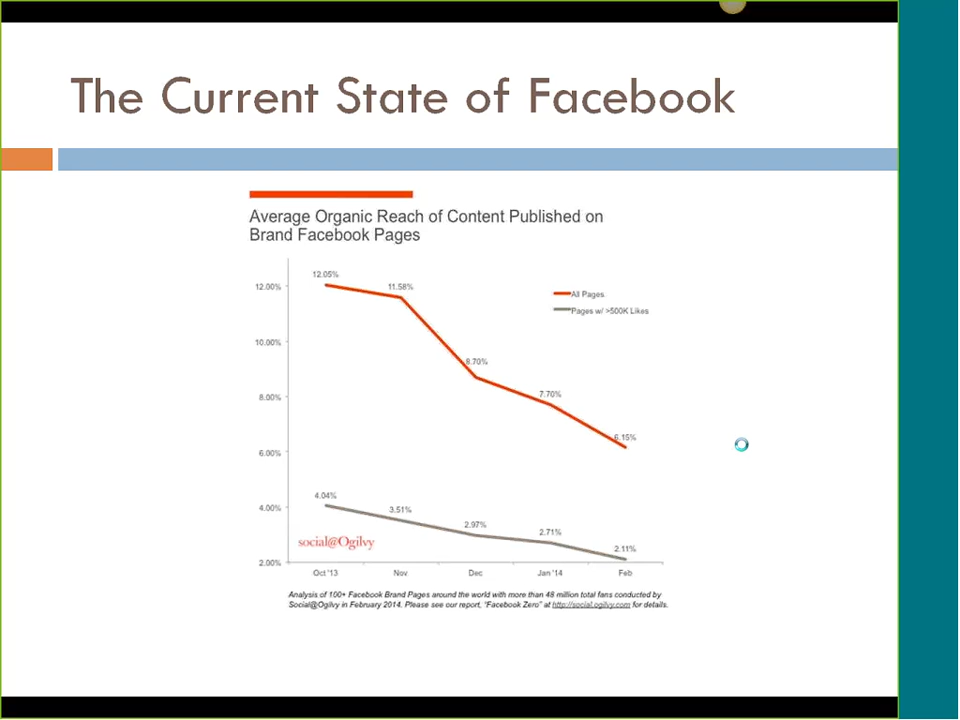 The Current State of Facebook
Average Organic Reach of Content Published on
Brand Facebook Pages
12.05%
11.58%
12.00%
All Pages
Pages w/ >500K Likes
10.00%
8.70%
8.00%
7.70%
6.15%
6.00%
4.04%
4.00%
3.51%
2.97%
2.71%
2.11%
social@Ogilvy
2.00%
Oct '13 Nov Dec Jan '14 Feb
Analysis of 100+ Facebook Brand Pages around the world with more than 48 million total fans conducted by
Social@Ogilvy in February 2014. Please see our report, "Facebook Zero" at http://social.ogilvy.com for details.